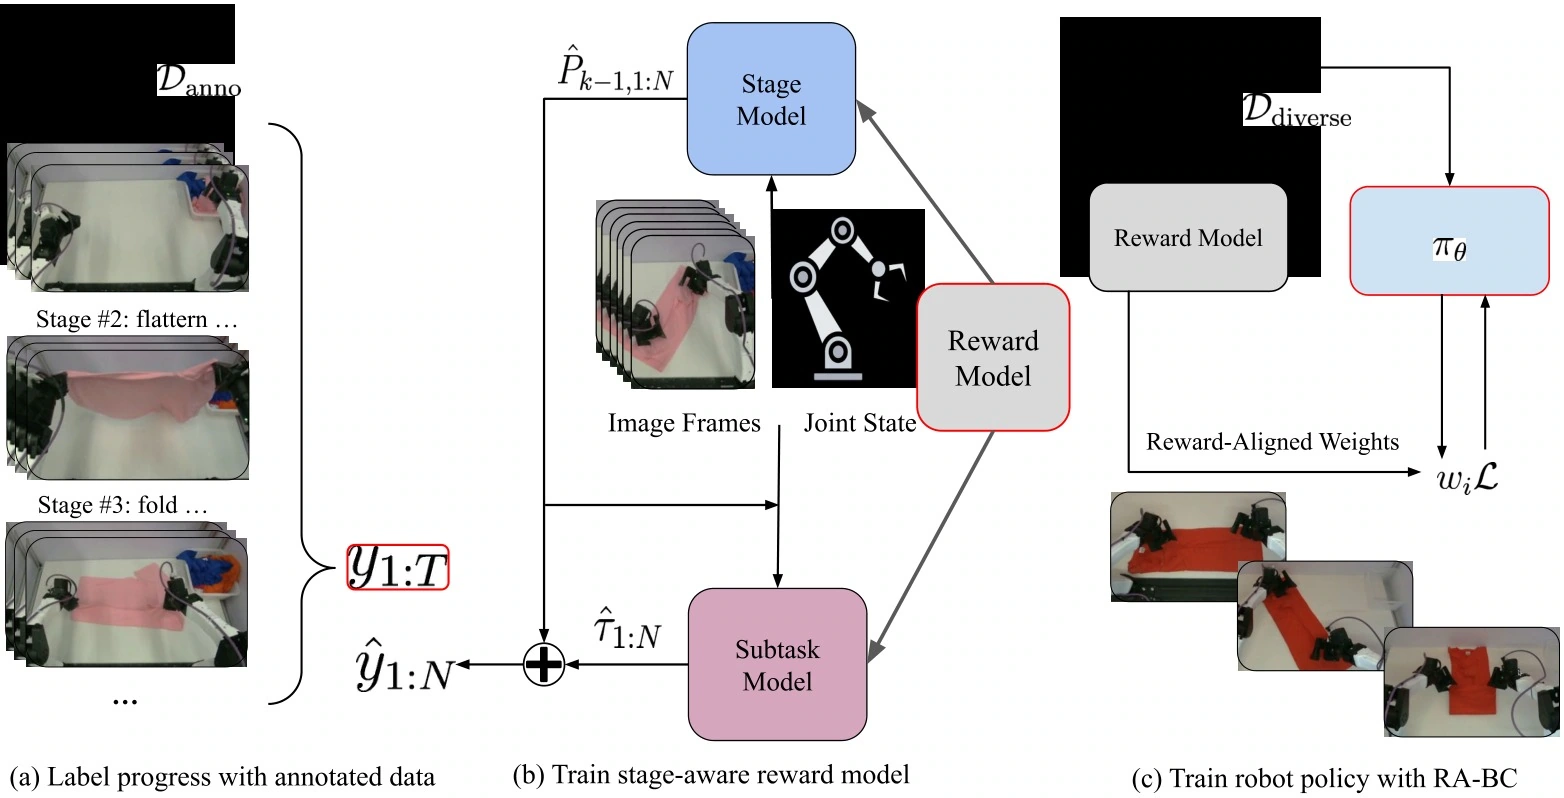 𝒟anno
Stage #2: flattern …
Stage #3: fold …
...
y1:T
(a) Label progress with annotated data
P̂k−1,1:N
Stage
Model
Image Frames
Joint State
Reward
Model
τ̂1:N
ŷ1:N
Subtask
Model
(b) Train stage-aware reward model
𝒟diverse
Reward Model
πθ
Reward-Aligned Weights
wiℒ
(c) Train robot policy with RA-BC